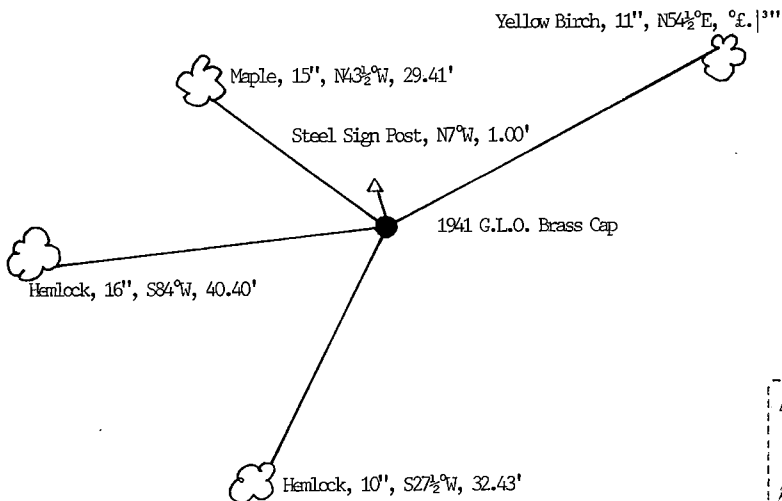 Yellow Birch, 11", N54½°E,
Maple, 15", N43½°W, 29.41'
Steel Sign Post, N7°W, 1.00'
1941 G.L.O. Brass Cap
Hemlock, 16", S84°W, 40.40'
Hemlock, 10", S27½°W, 32.43'